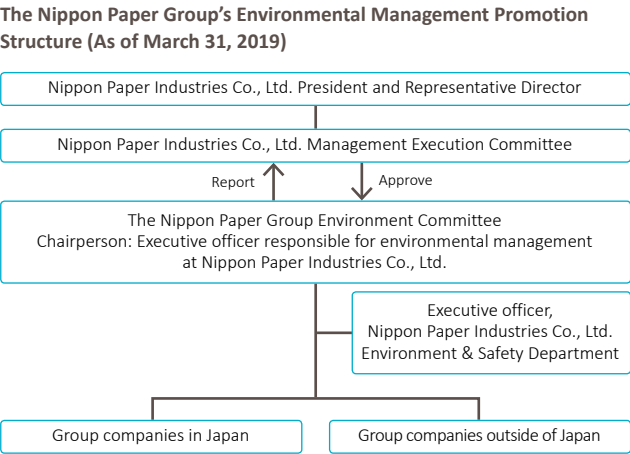 The Nippon Paper Group’s Environmental Management Promotion
Structure (As of March 31, 2019)
Nippon Paper Industries Co., Ltd. President and Representative Director
Nippon Paper Industries Co., Ltd. Management Execution Committee
Report
Approve
The Nippon Paper Group Environment Committee
Chairperson: Executive officer responsible for environmental management
at Nippon Paper Industries Co., Ltd.
Executive officer,
Nippon Paper Industries Co., Ltd.
Environment & Safety Department
Group companies in Japan
Group companies outside of Japan